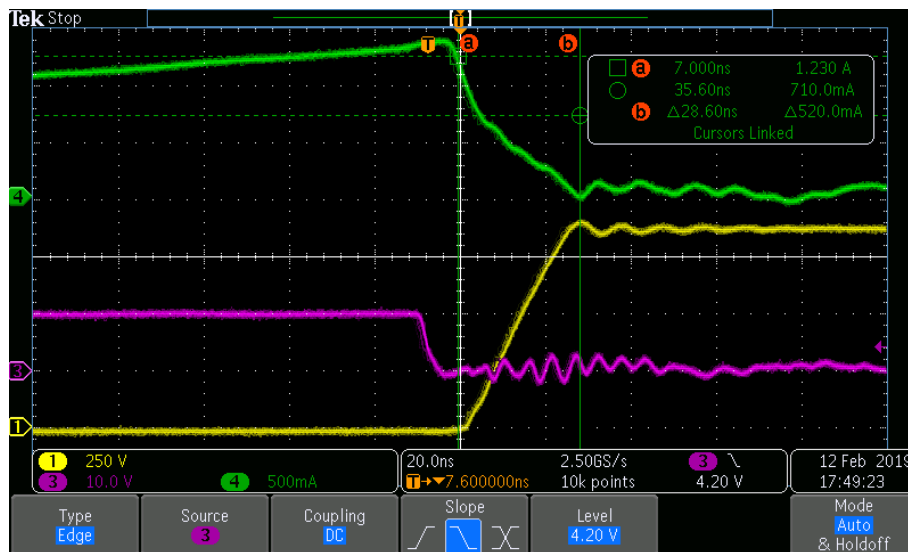 Tek Stop
T
T a b
a 7.000ns 1.230 A
35.60ns 710.0mA
b △28.60ns △520.0mA
Cursors Linked
4
3
1
1 250 V
3 10.0 V 4 500mA
20.0ns 2.50GS/s 3
T→▼7.600000ns 10k points 4.20 V
12 Feb 2019
17:49:23
Type
Edge
Source
3
Coupling
DC
Slope
Level
4.20 V
Mode
Auto
& Holdoff